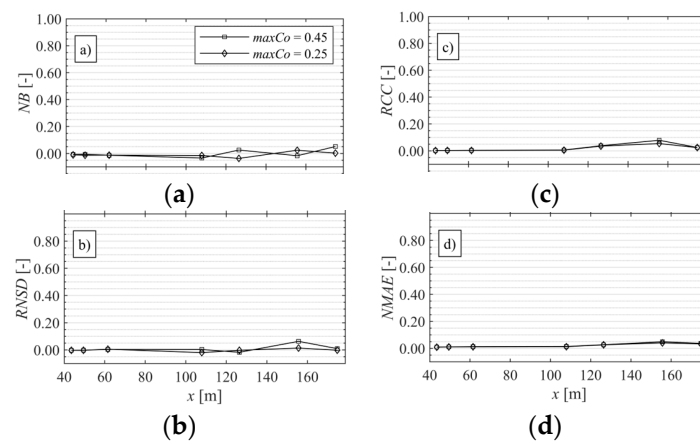 1.00
0.80
0.60
0.40
0.20
0.00
NB [-]
a)
maxCo = 0.45
maxCo = 0.25
(a)
1.00
0.80
0.60
0.40
0.20
0.00
RCC [-]
c)
(c)
0.80
0.60
0.40
0.20
0.00
RNSD [-]
b)
40 60 80 100 120 140 160
x [m]
(b)
0.80
0.60
0.40
0.20
0.00
NMAE [-]
d)
40 60 80 100 120 140 160
x [m]
(d)